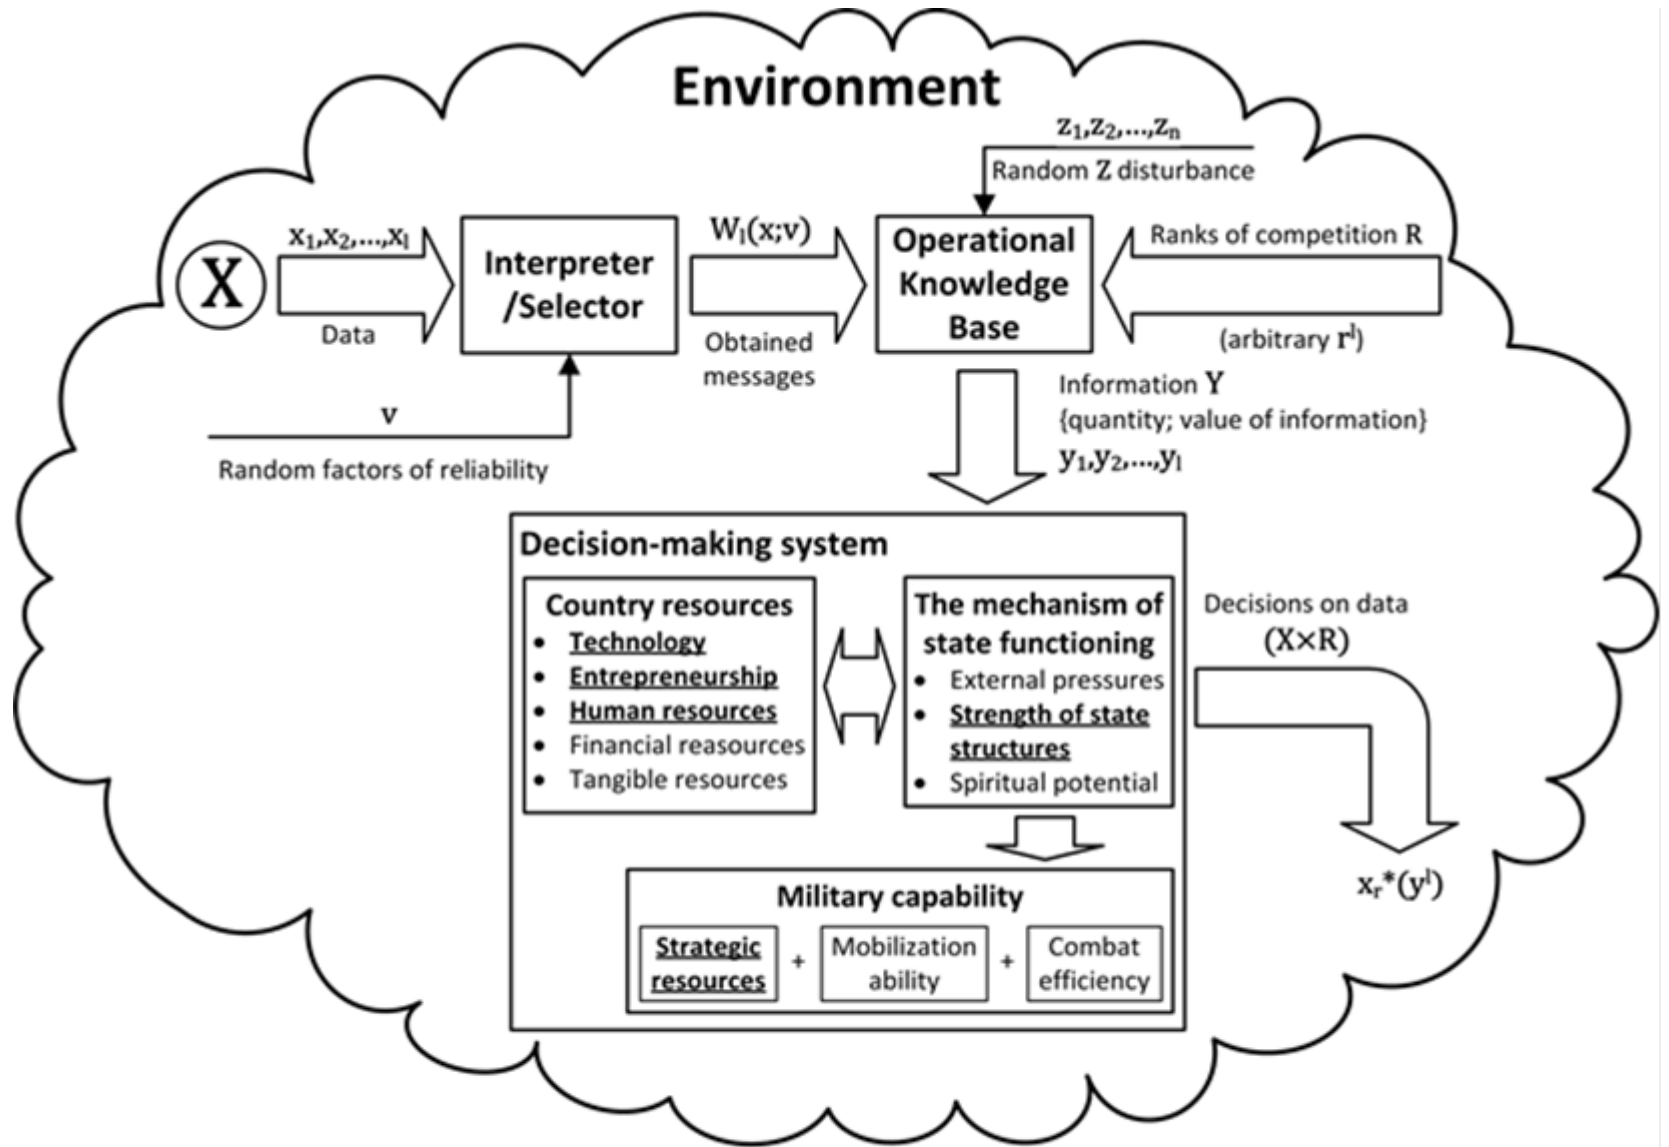 Environment
z₁,z₂,...,zₙ
Random Z disturbance
X
x₁,x₂,...,xₗ
Data
Interpreter
/Selector
Wₗ(x;v)
Obtained
messages
Operational
Knowledge
Base
Ranks of competition R
(arbitrary rˡ)
v
Random factors of reliability
Information Y
{quantity; value of information}
y₁,y₂,...,yₗ
Decision-making system
Country resources
• Technology
• Entrepreneurship
• Human resources
• Financial reasources
• Tangible resources
The mechanism of
state functioning
• External pressures
• Strength of state
structures
• Spiritual potential
Decisions on data
(X×R)
xᵣ*(yˡ)
Military capability
Strategic
resources
+
Mobilization
ability
+
Combat
efficiency